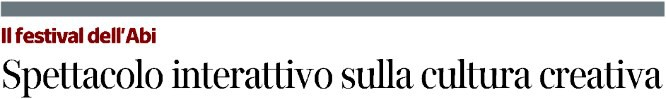 Il festival dell'Abi
Spettacolo interattivo sulla cultura creativa